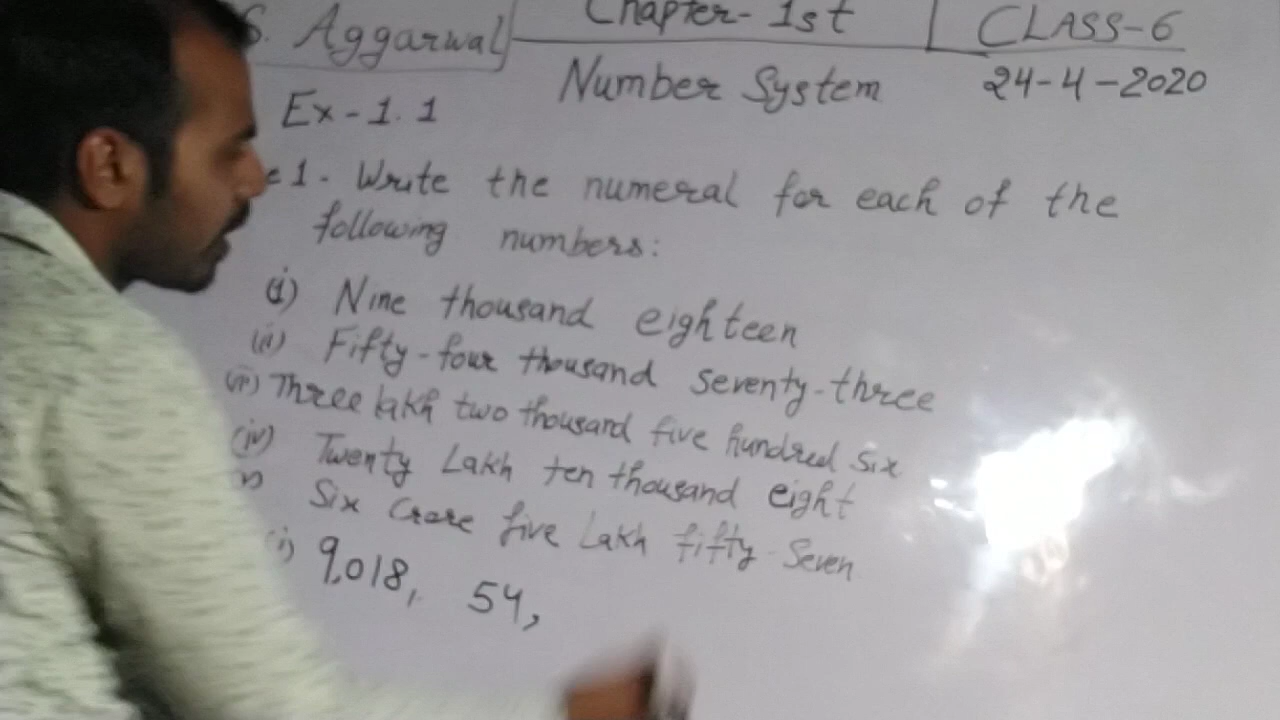 S. Aggarwal Chapter- 1st CLASS-6
Number System 24-4-2020
Ex-1.1
1. Write the numeral for each of the
following numbers:
(i) Nine thousand eighteen
(ii) Fifty-four thousand seventy-three
(iii) Three lakh two thousand five hundred six
(iv) Twenty Lakh ten thousand eight
Six Crore five Lakh fifty-Seven
i) 9,018, 54,